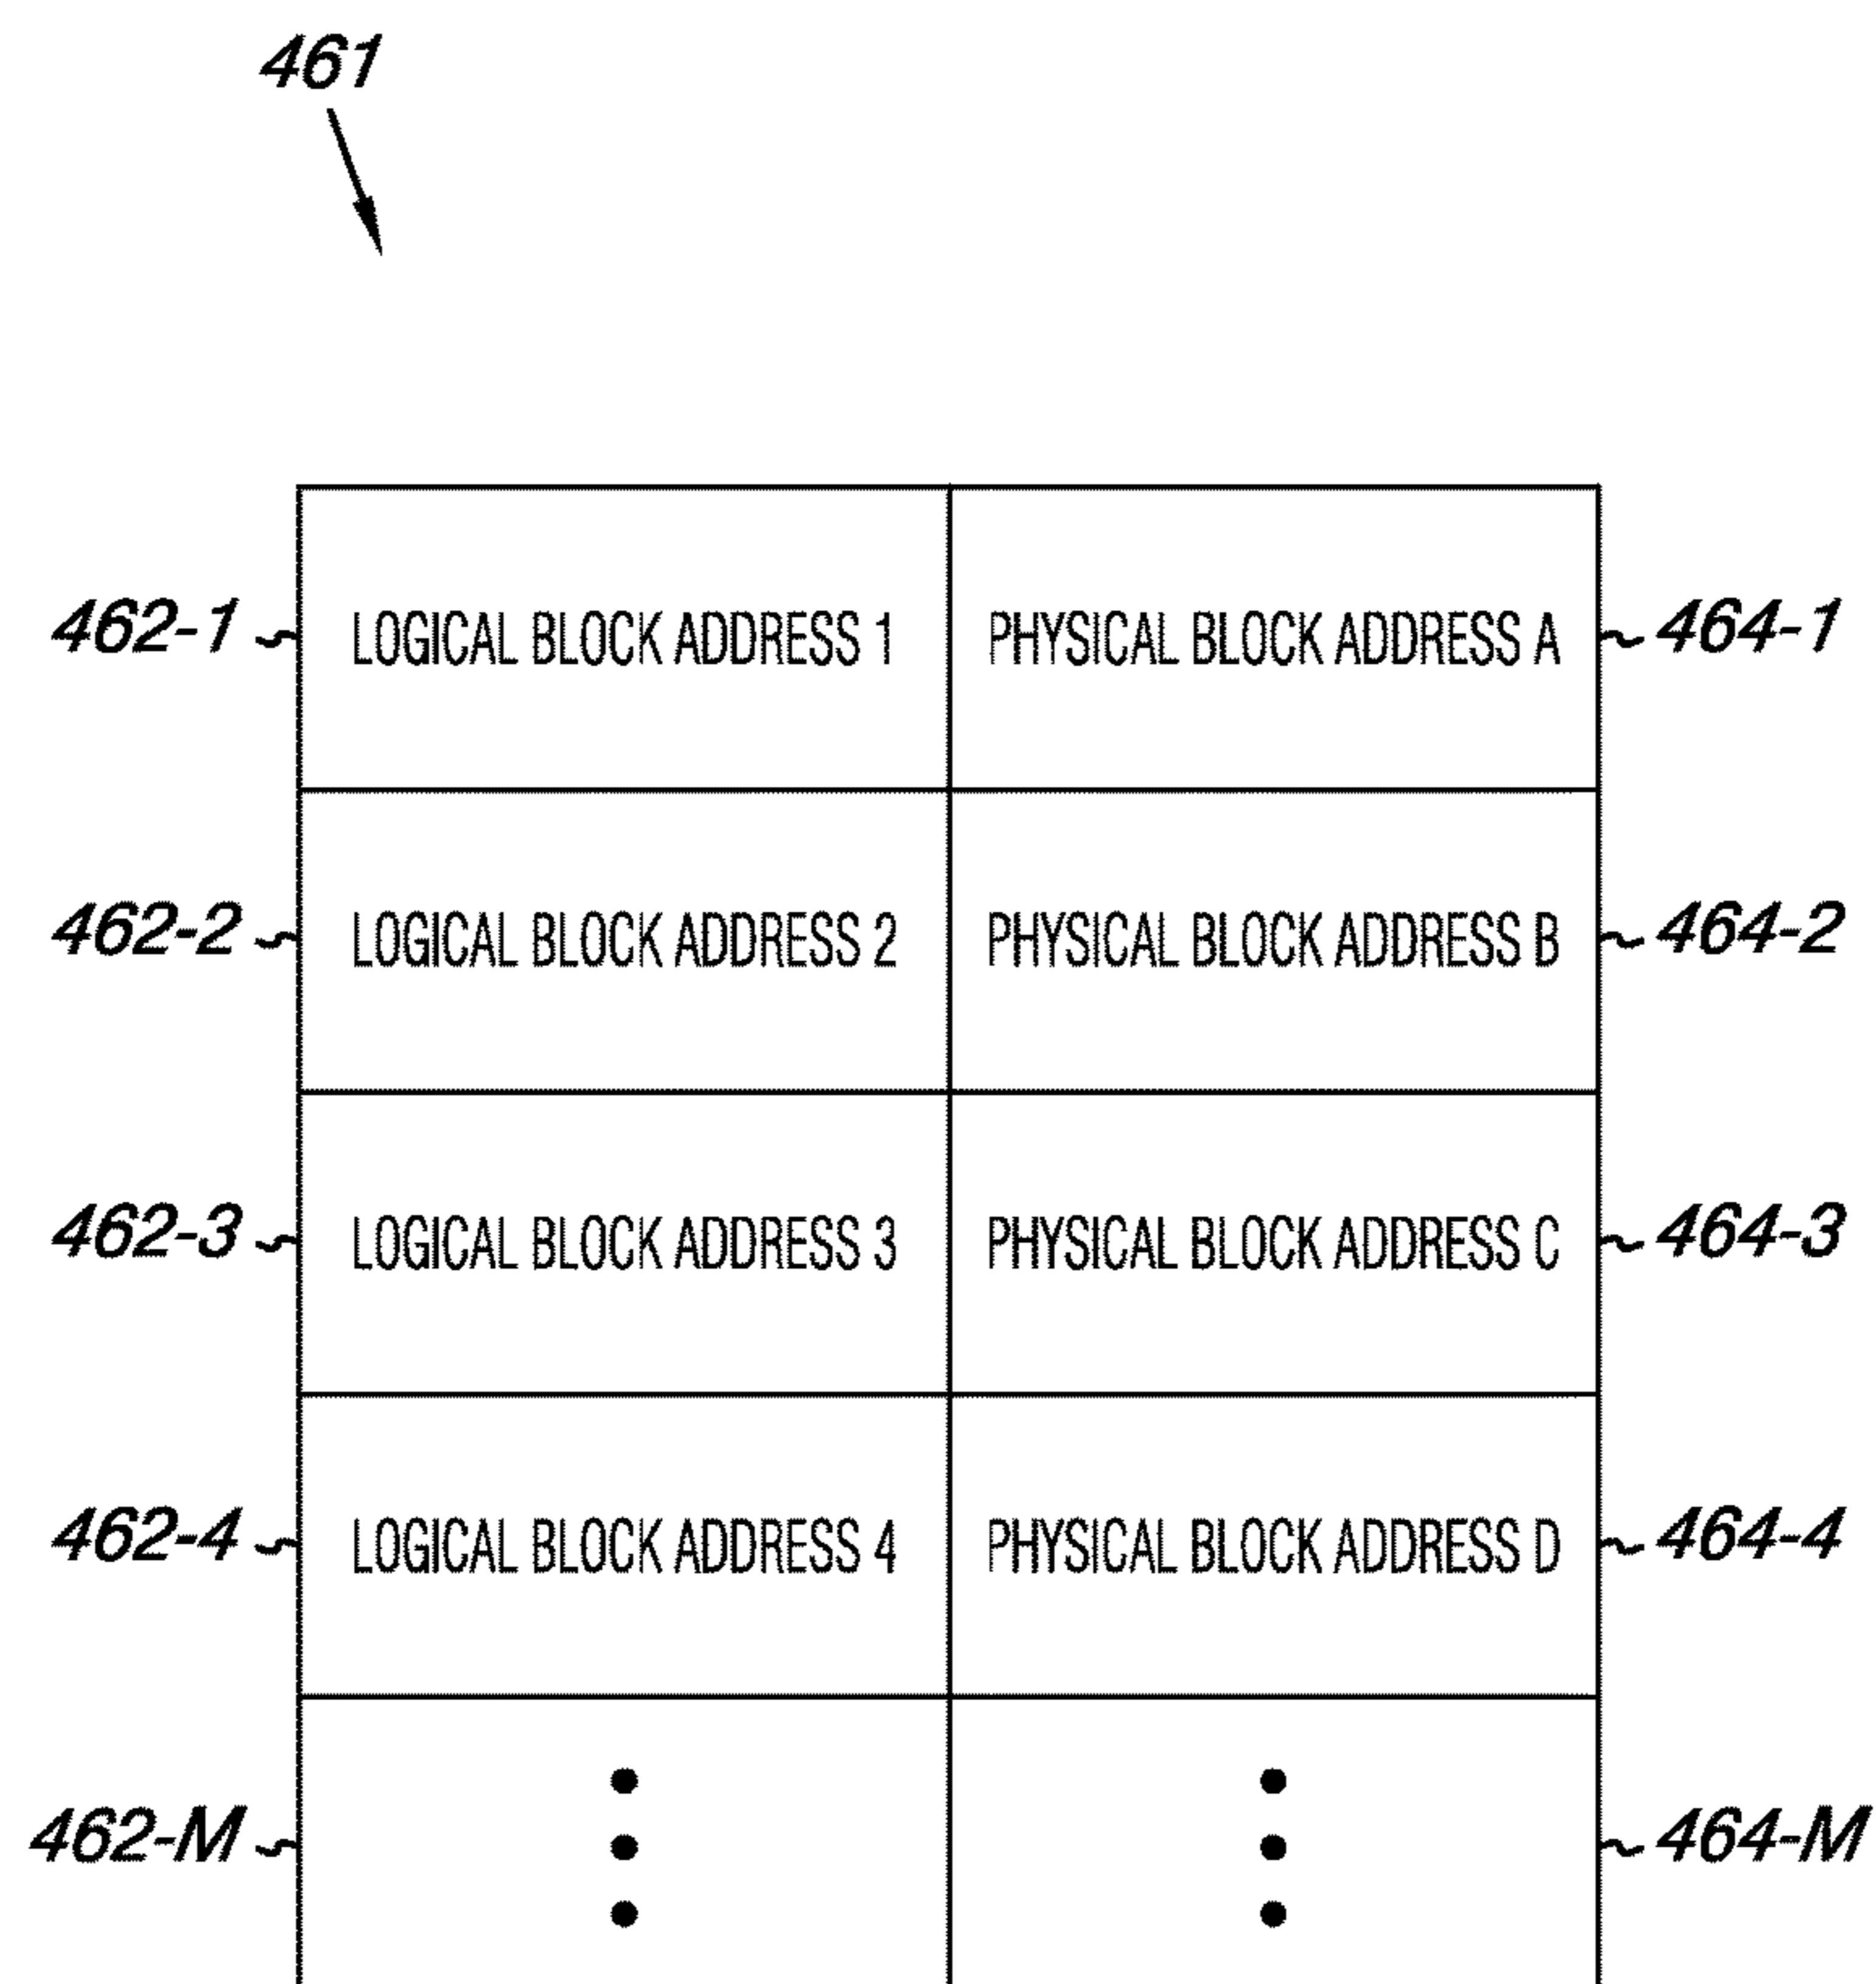 461
462-1 LOGICAL BLOCK ADDRESS 1 PHYSICAL BLOCK ADDRESS A 464-1
462-2 LOGICAL BLOCK ADDRESS 2 PHYSICAL BLOCK ADDRESS B 464-2
462-3 LOGICAL BLOCK ADDRESS 3 PHYSICAL BLOCK ADDRESS C 464-3
462-4 LOGICAL BLOCK ADDRESS 4 PHYSICAL BLOCK ADDRESS D 464-4
462-M 464-M